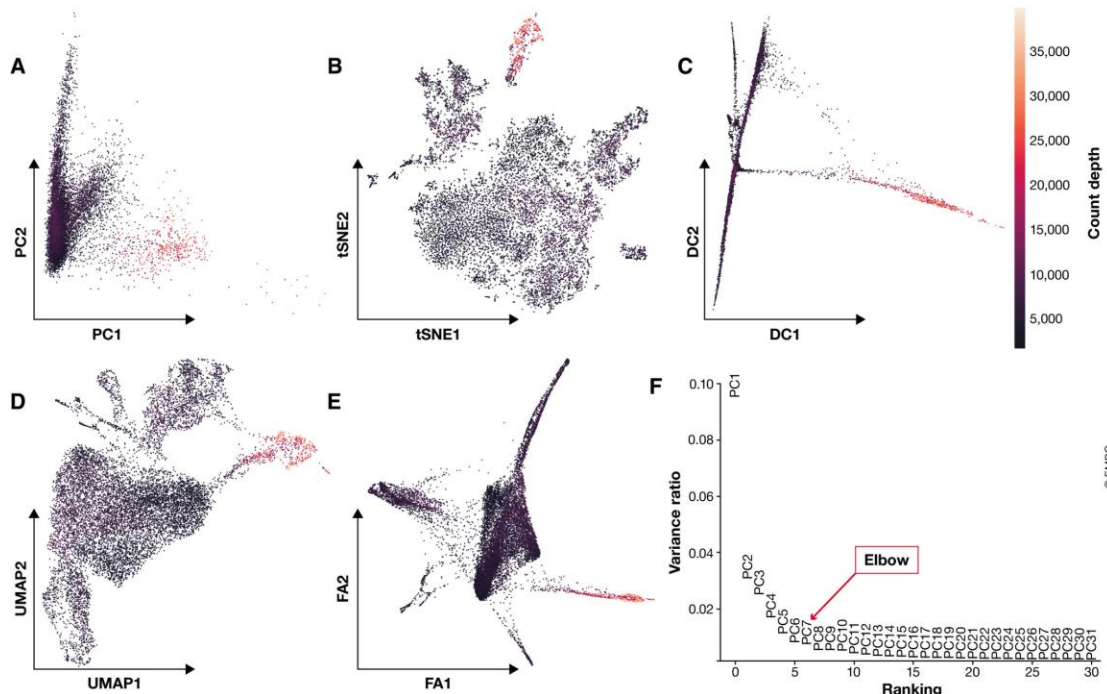 A
PC2
PC1
B
tSNE2
tSNE1
C
DC2
DC1
35,000
30,000
25,000
20,000
15,000
10,000
5,000
Count depth
D
UMAP2
UMAP1
E
FA2
FA1
F
Variance ratio
0.10
0.08
0.06
0.04
0.02
Elbow
PC1
PC2
PC3
PC4
PC5
PC6
PC7
PC8
PC9
PC10
PC11
PC12
PC13
PC14
PC15
PC16
PC17
PC18
PC19
PC20
PC21
PC22
PC23
PC24
PC25
PC26
PC27
PC28
PC29
PC30
PC31
0 5 10 15 20 25 30
Ranking